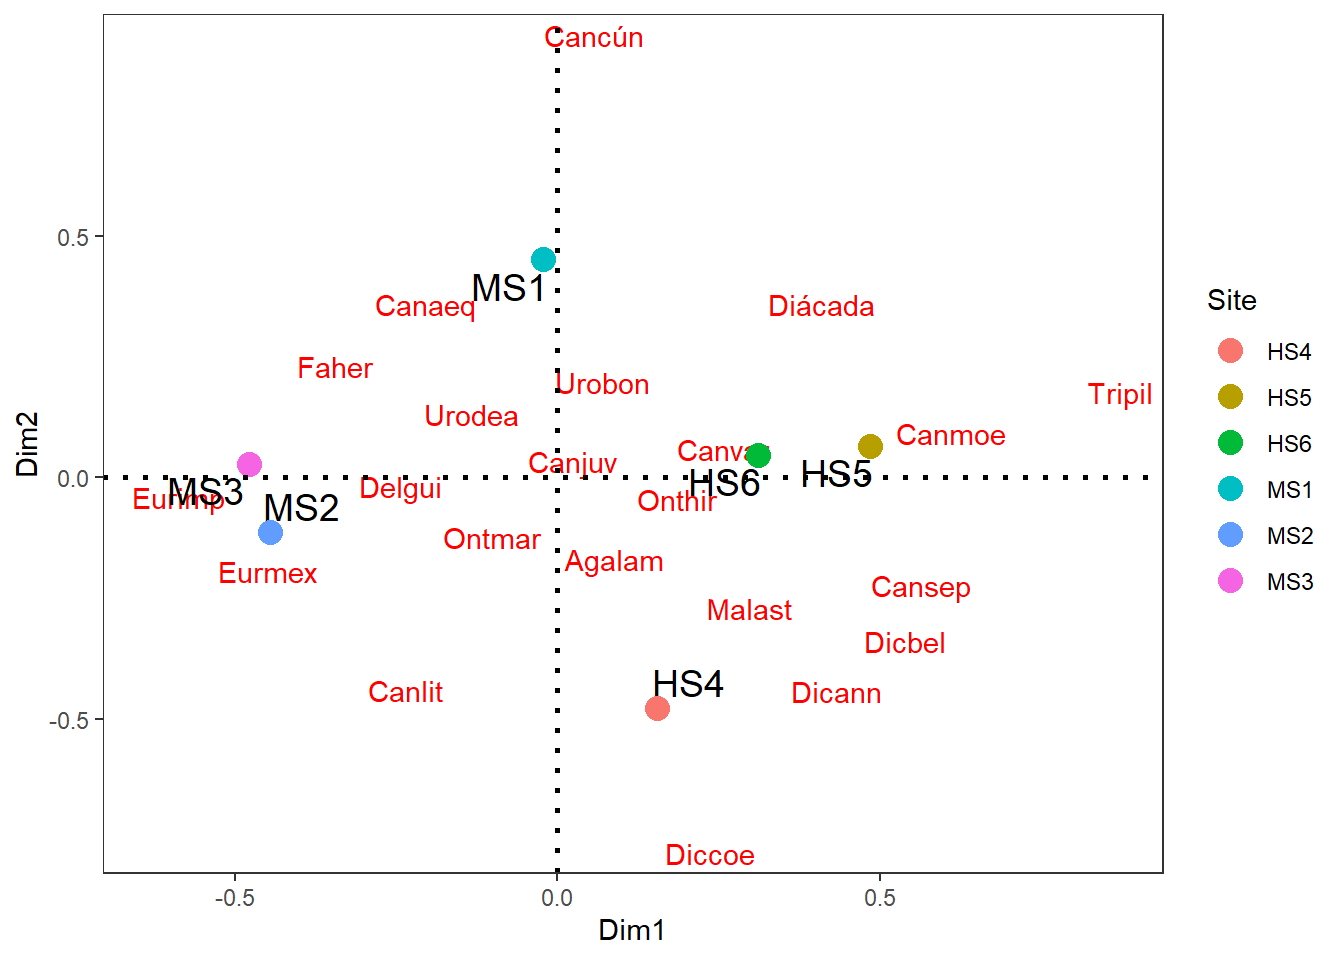 Cancún
0.5
MS1
Canaeq
Diácada
Site
HS4
Faher
Urobon
Tripil
HS5
Urodea
Canmoe
Dim2
HS6
Canjuv
HS5
0.0
HS6
MS3
Delgui
Onthir
MS1
MS2
Ontmar
MS2
Agalam
Eurmex
Cansep
MS3
Malast
Dicbel
HS4
Canlit
Dicann
-0.5
Diccoe
-0.5
0.0
0.5
Dim1